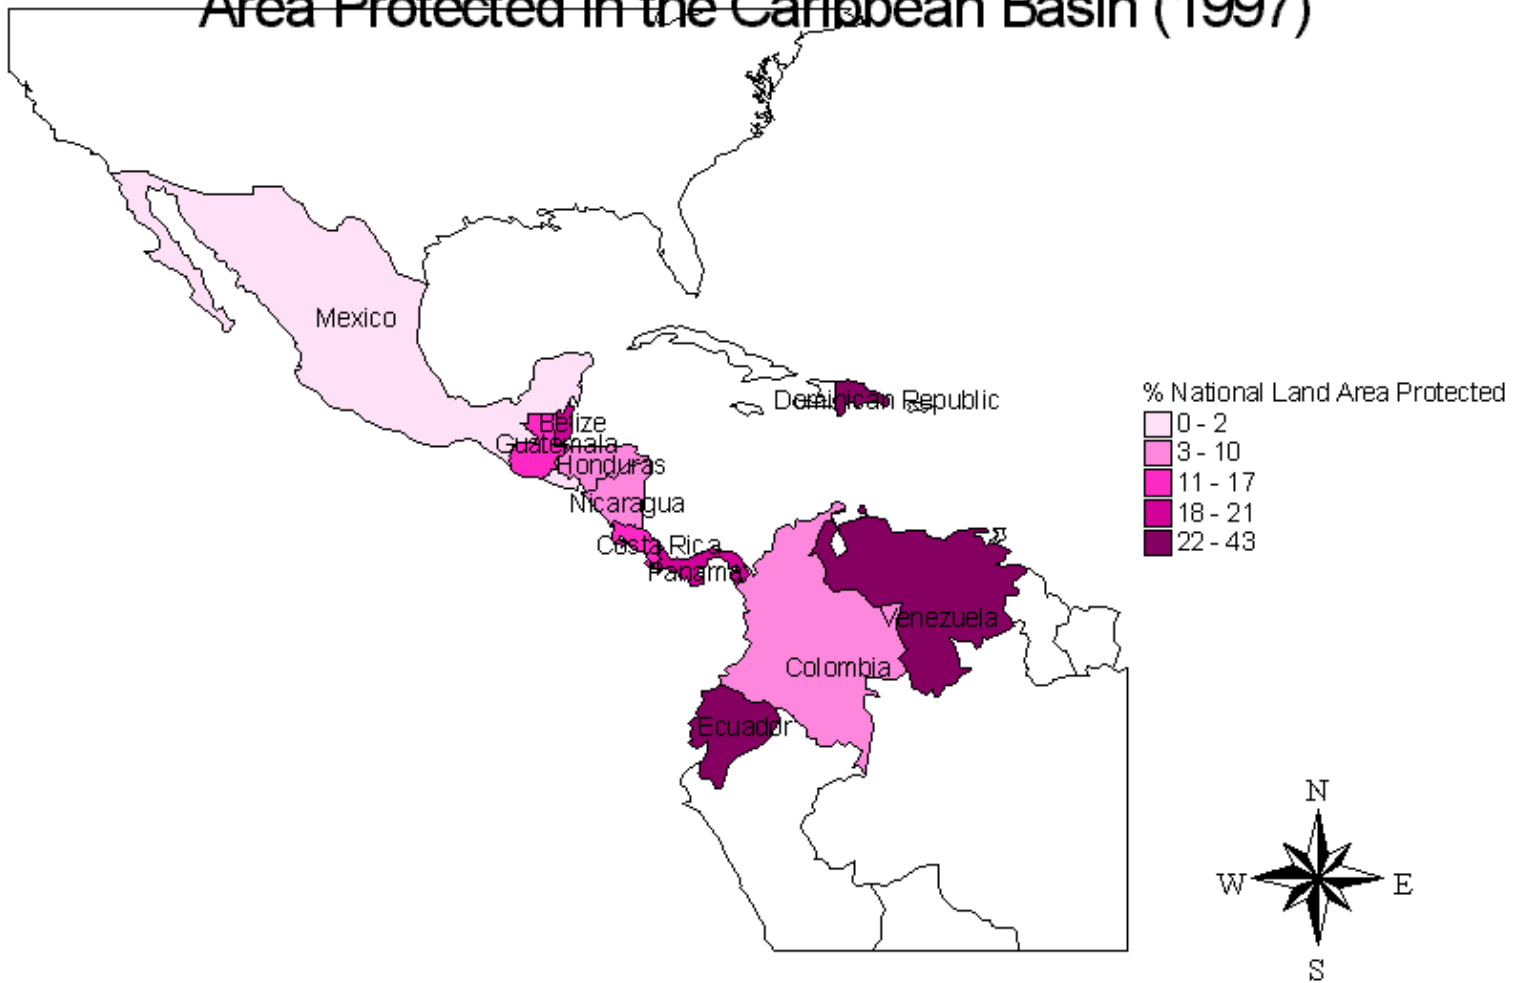 Area Protected in the Caribbean Basin (1997)
Mexico
Dominican Republic
Belize
Guatemala
Honduras
Nicaragua
Costa Rica
Panama
Venezuela
Colombia
Ecuador
% National Land Area Protected
0 - 2
3 - 10
11 - 17
18 - 21
22 - 43
N
W E
S